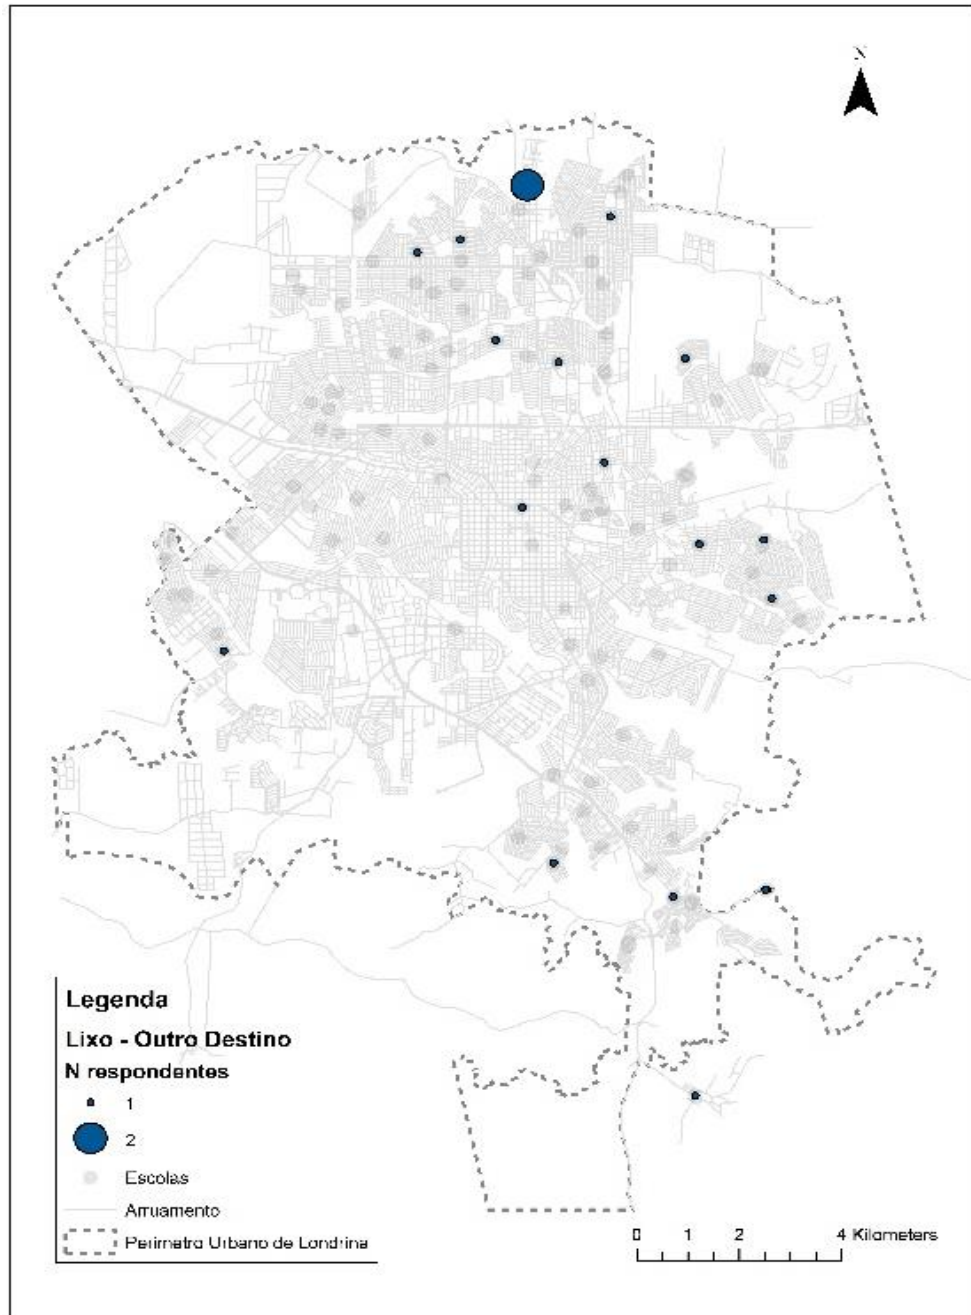 N
Legenda
Lixo - Outro Destino
N respondentes
1
2
Escolas
Arruamento
Perímetro Urbano de Londrina
0 1 2 4 Kilometers